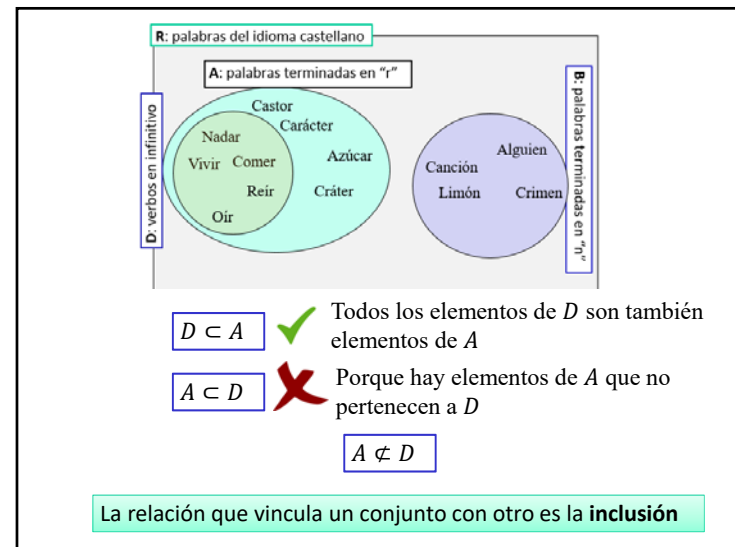 R: palabras del idioma castellano
A: palabras terminadas en “r”
B: palabras terminadas en “n”
D: verbos en infinitivo
Castor
Carácter
Nadar
Azúcar
Vivir Comer
Reír
Cráter
Oír
Alguien
Canción
Limón
Crimen
D ⊂ A
Todos los elementos de D son también
elementos de A
A ⊂ D
Porque hay elementos de A que no
pertenecen a D
A ⊄ D
La relación que vincula un conjunto con otro es la inclusión